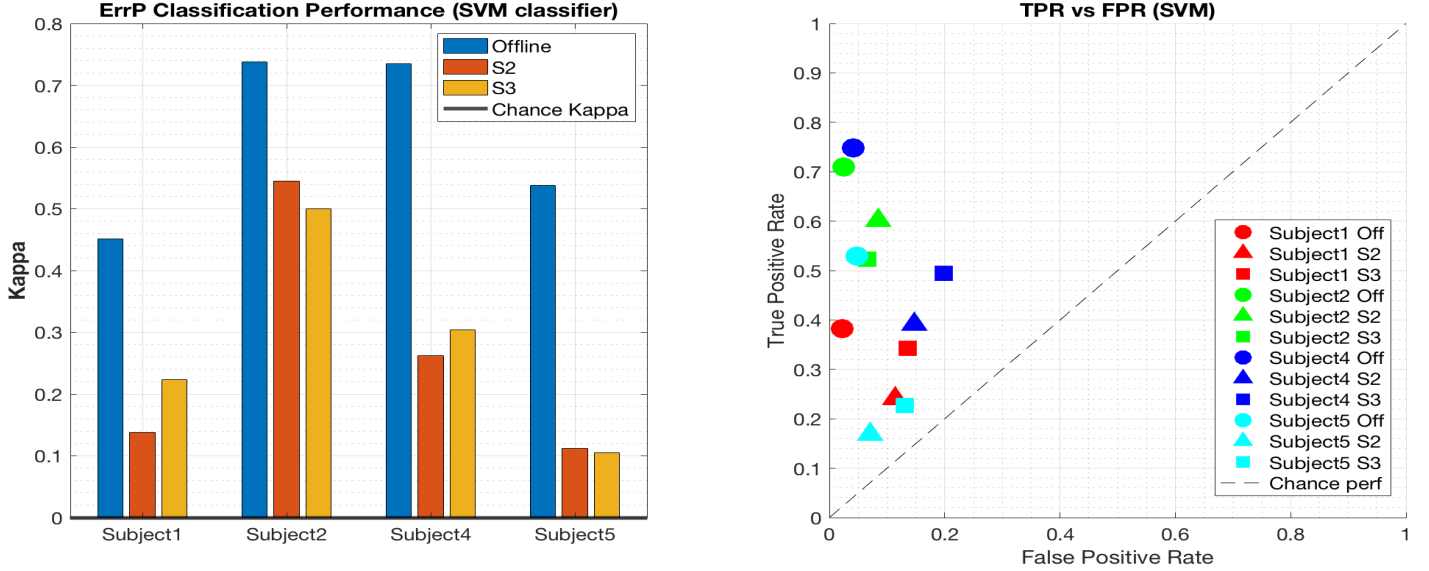 ErrP Classification Performance (SVM classifier)
0.8
0.7
0.6
0.5
0.4
0.3
0.2
0.1
0
Kappa
Offline
S2
S3
Chance Kappa
Subject1
Subject2
Subject4
Subject5
TPR vs FPR (SVM)
1
0.9
0.8
0.7
0.6
0.5
0.4
0.3
0.2
0.1
0
True Positive Rate
Subject1 Off
Subject1 S2
Subject1 S3
Subject2 Off
Subject2 S2
Subject2 S3
Subject4 Off
Subject4 S2
Subject4 S3
Subject5 Off
Subject5 S2
Subject5 S3
Chance perf
0
0.2
0.4
0.6
0.8
1
False Positive Rate